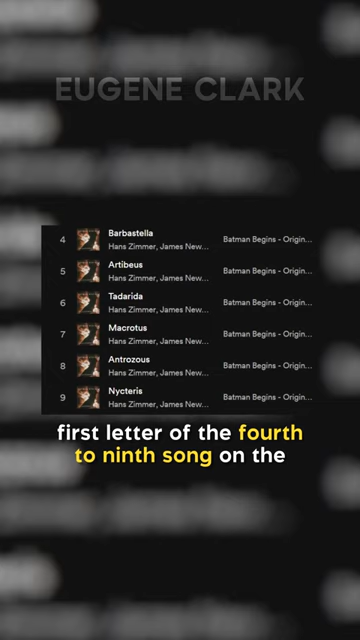 EUGENE CLARK
4 Barbastella
Hans Zimmer, James New... Batman Begins - Origin...
5 Artibeus
Hans Zimmer, James New... Batman Begins - Origin...
6 Tadarida
Hans Zimmer, James New... Batman Begins - Origin...
7 Macrotus
Hans Zimmer, James New... Batman Begins - Origin...
8 Antrozous
Hans Zimmer, James New... Batman Begins - Origin...
9 Nycteris
Hans Zimmer, James New... Batman Begins - Origin...
first letter of the fourth
to ninth song on the